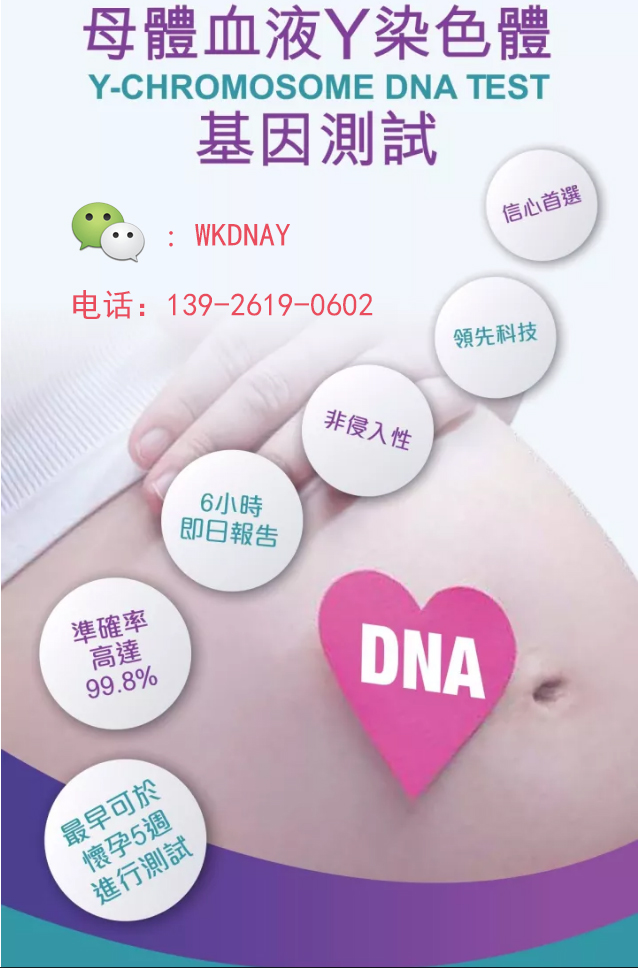 母體血液Y染色體
Y-CHROMOSOME DNA TEST
基因測試
: WKDNAY
电话: 139-2619-0602
信心首選
領先科技
非侵入性
6小時
即日報告
準確率
高達
99.8%
DNA
最早可於
懷孕5週
進行測試